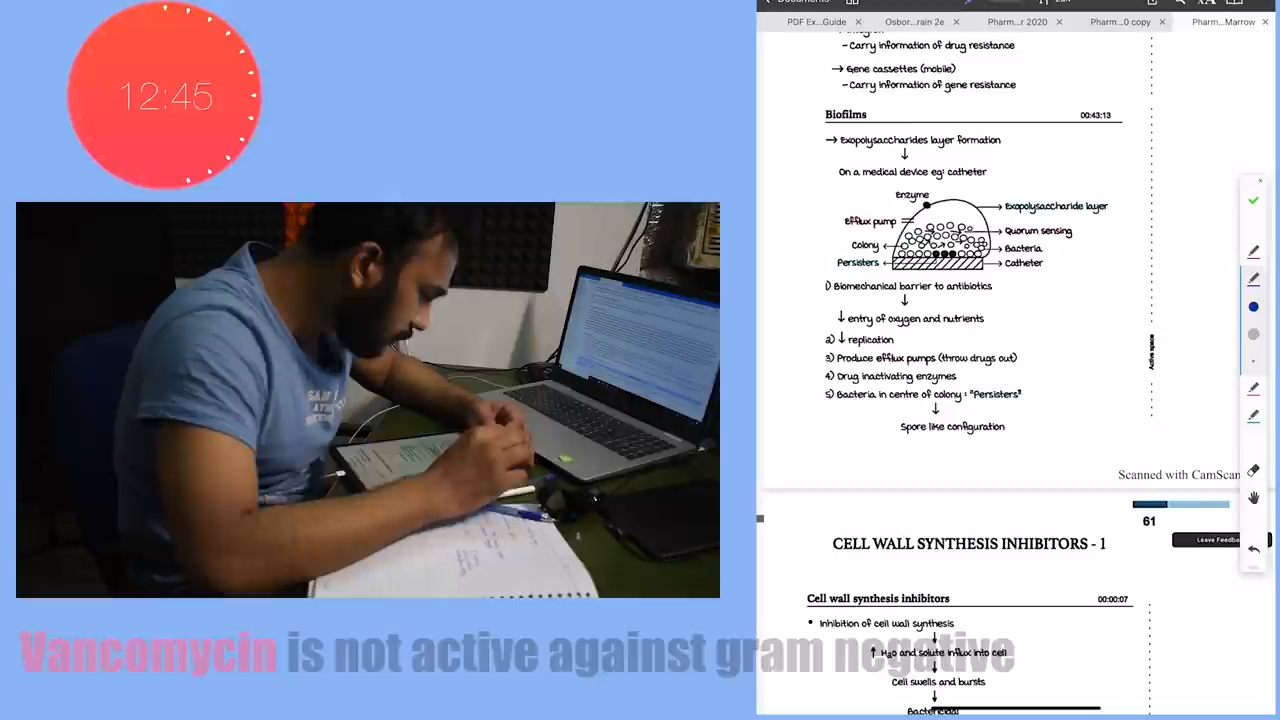 12:45
PDF Ex...Guide
Osbor...rain 2e
Pharm...r 2020
Pharm...0 copy
Pharm...Marrow
- Carry information of drug resistance
→ Gene cassettes (mobile)
- Carry information of gene resistance
Biofilms 00:43:13
→ Exopolysaccharides layer formation
↓
On a medical device eg: catheter
Enzyme
Exopolysaccharide layer
Efflux pump
Quorum sensing
Colony
Bacteria
Persisters
Catheter
1) Biomechanical barrier to antibiotics
↓
↓ entry of oxygen and nutrients
2) ↓ replication
3) Produce efflux pumps (throw drugs out)
4) Drug inactivating enzymes
5) Bacteria in centre of colony : "Persisters"
↓
Spore like configuration
Active space
Scanned with CamScan
61
CELL WALL SYNTHESIS INHIBITORS - 1
Leave Feedba
Cell wall synthesis inhibitors 00:00:07
• Inhibition of cell wall synthesis
↓
↑ H2O and solute influx into cell
↓
Cell swells and bursts
↓
Bactericidal
Vancomycin is not active against gram negative